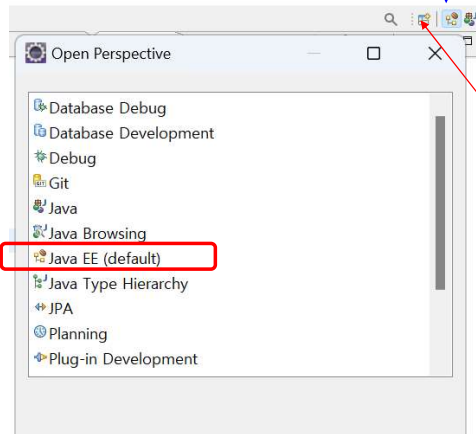 Open Perspective
Database Debug
Database Development
Debug
Git
Java
Java Browsing
Java EE (default)
Java Type Hierarchy
JPA
Planning
Plug-in Development